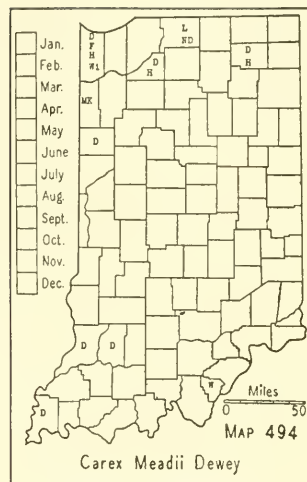 Jan.
Feb.
Mar.
Apr.
May
June
July
Aug.
Sept.
Oct.
Nov.
Dec.
D
F
H
W1
L
ND
D
H
D
H
MK
D
D
D
D
W
Miles
0 50
MAP 494
Carex Meadii Dewey